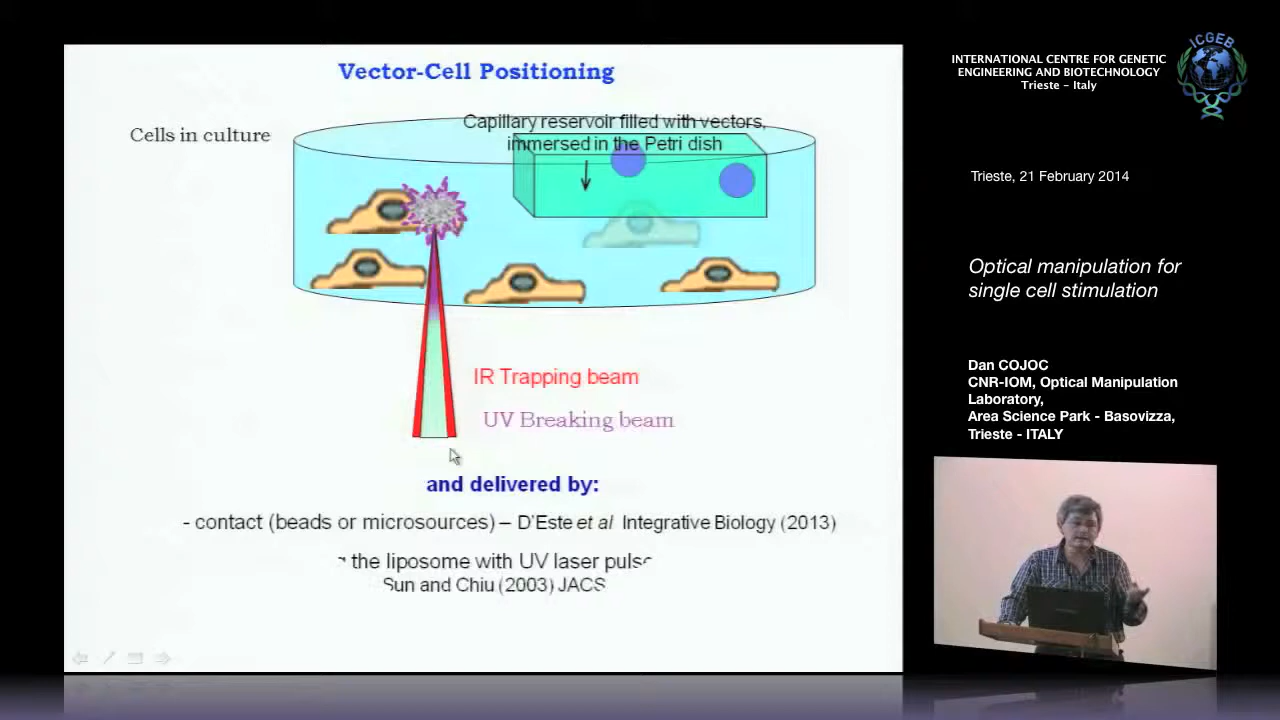 Vector-Cell Positioning
Cells in culture
Capillary reservoir filled with vectors,
immersed in the Petri dish
IR Trapping beam
UV Breaking beam
and delivered by:
- contact (beads or microsources) – D'Este et al Integrative Biology (2013)
the liposome with UV laser
Sun and Chiu (2003) JACS
INTERNATIONAL CENTRE FOR GENETIC
ENGINEERING AND BIOTECHNOLOGY
Trieste - Italy
ICGEB
Trieste, 21 February 2014
Optical manipulation for
single cell stimulation
Dan COJOC
CNR-IOM, Optical Manipulation
Laboratory,
Area Science Park - Basovizza,
Trieste - ITALY